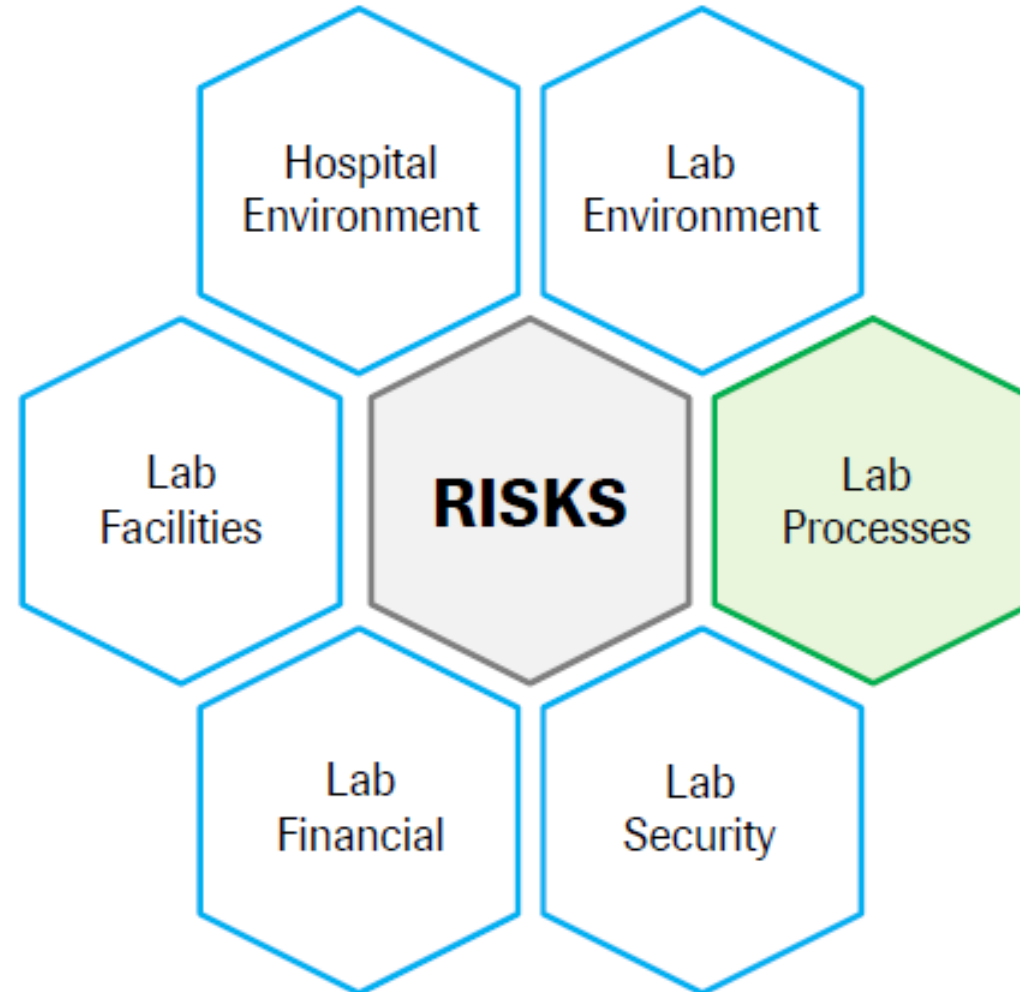 Hospital
Environment
Lab
Environment
Lab
Facilities
RISKS
Lab
Processes
Lab
Financial
Lab
Security